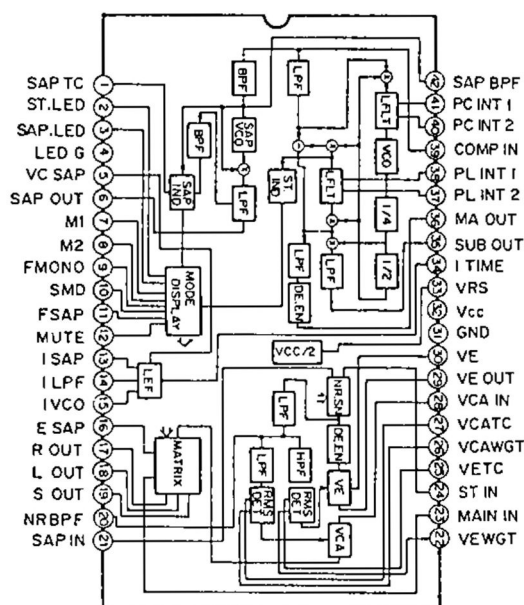 SAP TC 1
ST.LED 2
SAP.LED 3
LED G 4
VC SAP 5
SAP OUT 6
M1 7
M2 8
FMONO 9
SMD 10
FSAP 11
MUTE 12
I SAP 13
I LPF 14
IVCO 15
E SAP 16
R OUT 17
L OUT 18
S OUT 19
NRBPF 20
SAP IN 21
BPF
LPF
SAP VCO
BPF
SAP IND
LPF
ST. IND
LFLT
LFLT
VCO
1/4
1/2
LPF
DE.EN
LPF
MODE DISPLAY
LEF
VCC/2
MATRIX
LPF
NR.SW
DE.EN
LPF
HPF
RMS DET
RMS DET
VE
VCA
42 SAP BPF
41 PC INT 1
40 PC INT 2
39 COMP IN
38 PL INT 1
37 PL INT 2
36 MA OUT
35 SUB OUT
34 I TIME
33 VRS
32 Vcc
31 GND
30 VE
29 VE OUT
28 VCA IN
27 VCATC
26 VCAWGT
25 VETC
24 ST IN
23 MAIN IN
22 VEWGT